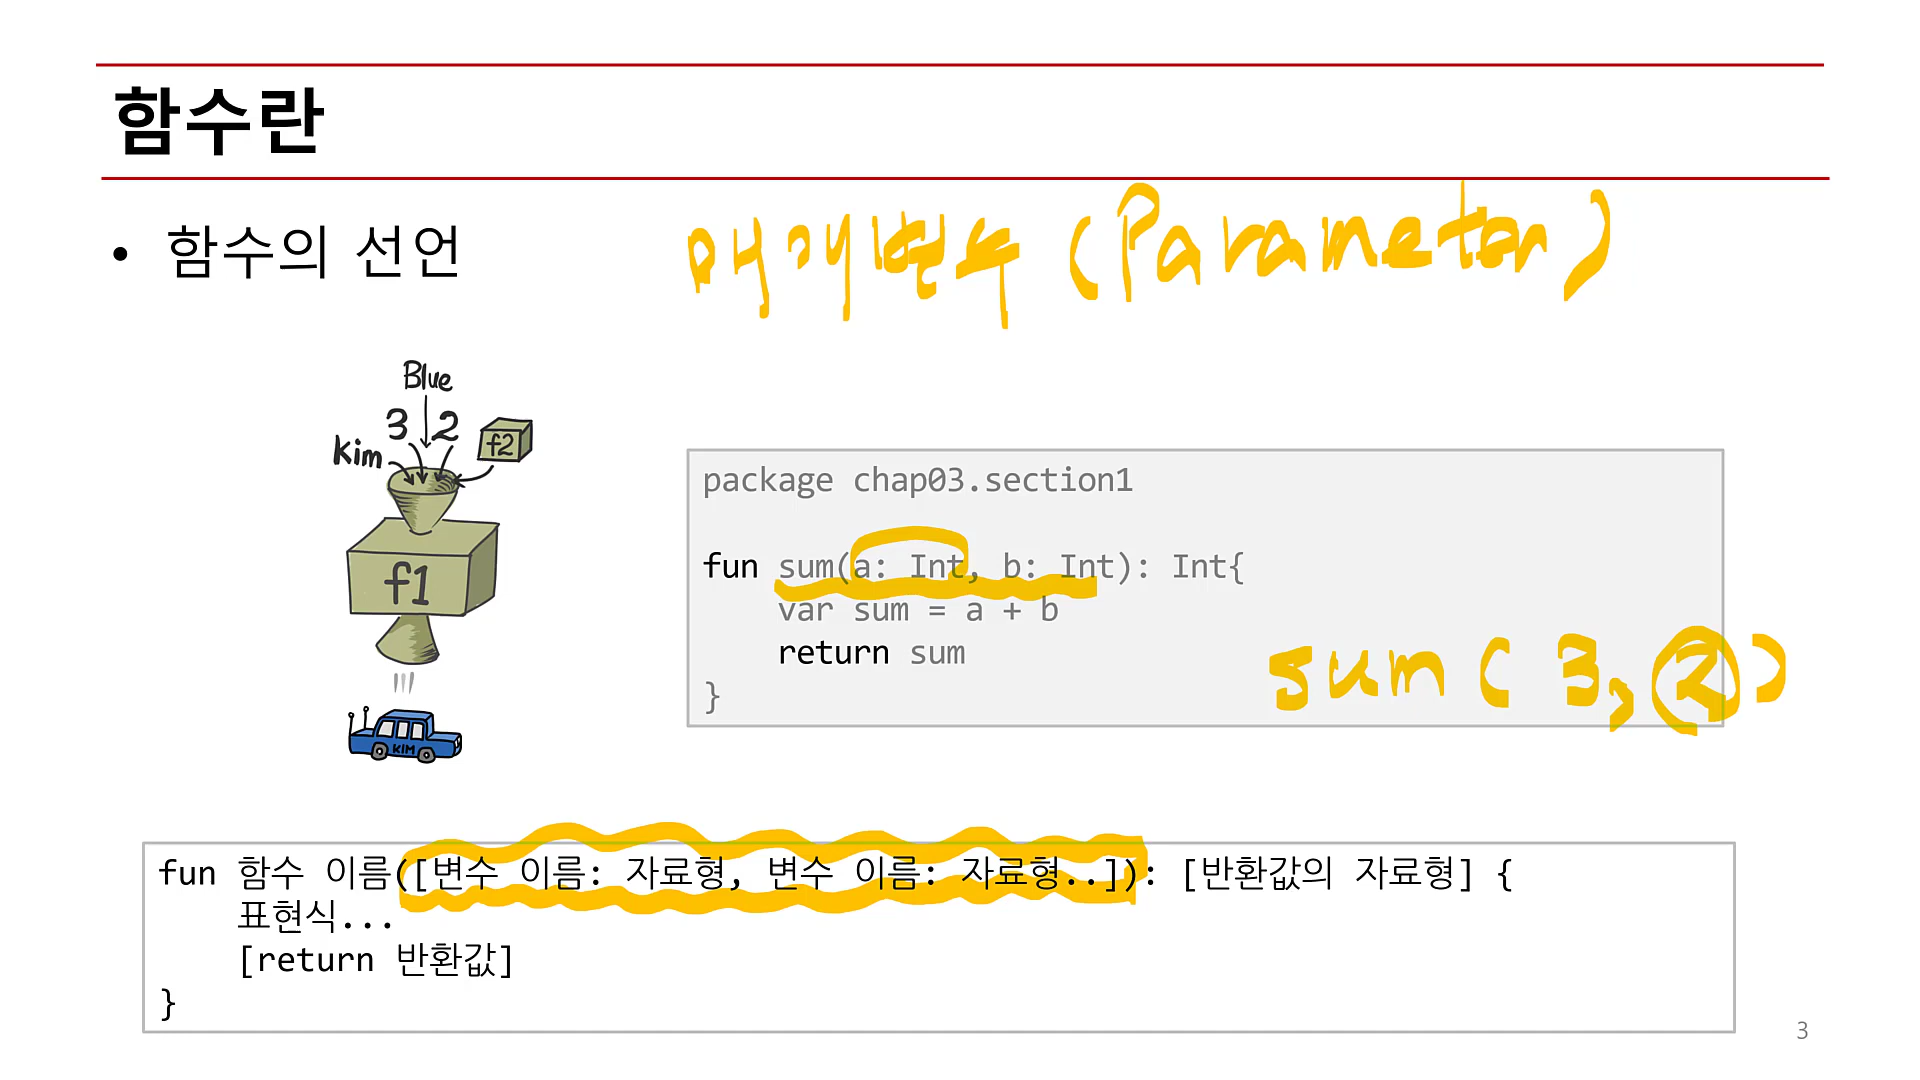 함수란
• 함수의 선언
매개변수 (Parameter)
Blue
3 2
Kim
f2
f1
KIM
package chap03.section1
fun sum(a: Int, b: Int): Int{
var sum = a + b
return sum
}
sum ( 3, 2)
fun 함수 이름([변수 이름: 자료형, 변수 이름: 자료형..]): [반환값의 자료형] {
표현식...
[return 반환값]
}
3